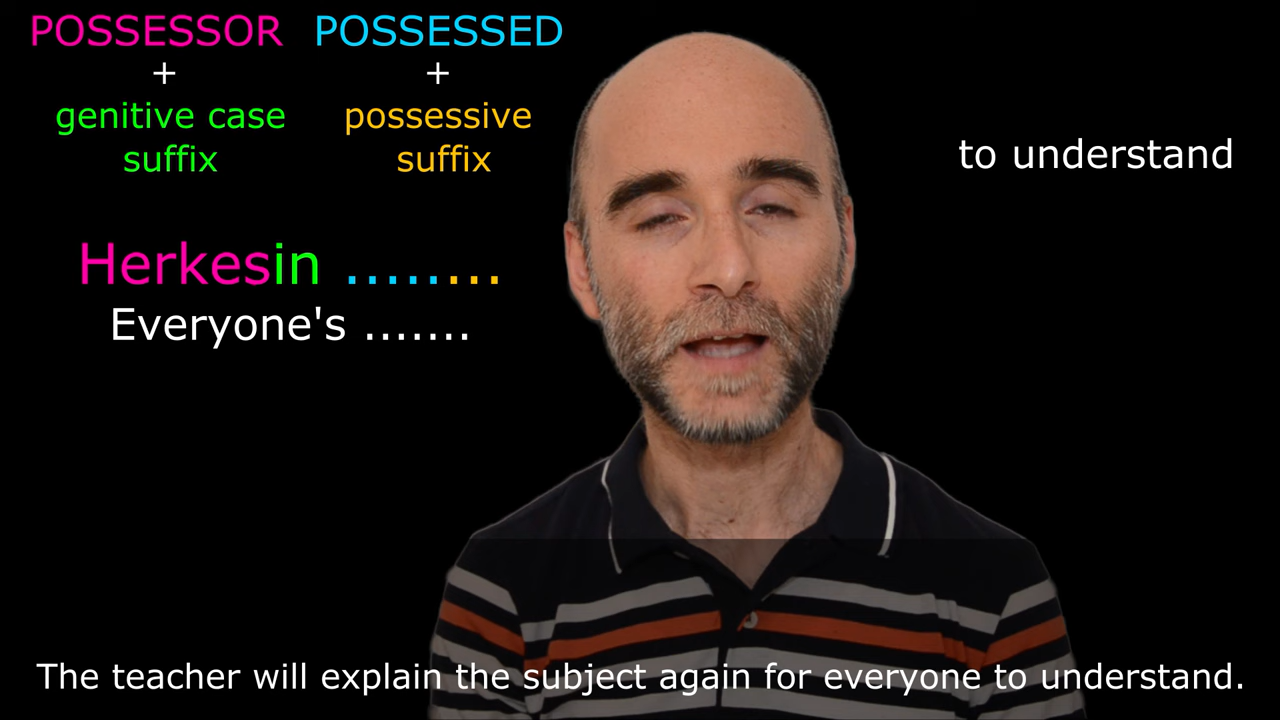 POSSESSOR POSSESSED
+ +
genitive case possessive
suffix suffix
to understand
Herkesin ........
Everyone's .......
The teacher will explain the subject again for everyone to understand.